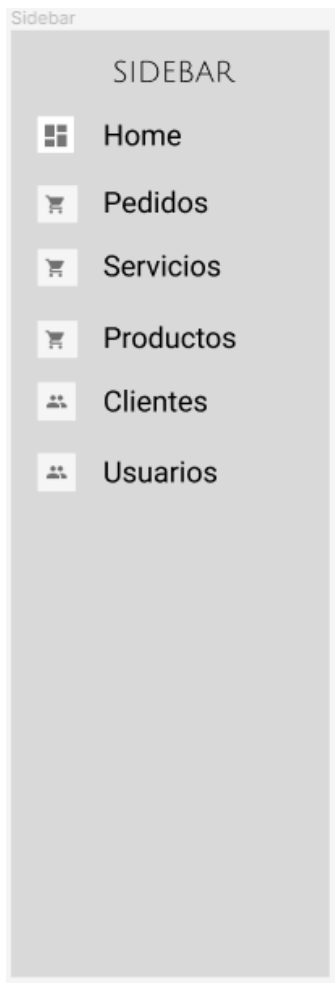 Sidebar
SIDEBAR
Home
Pedidos
Servicios
Productos
Clientes
Usuarios